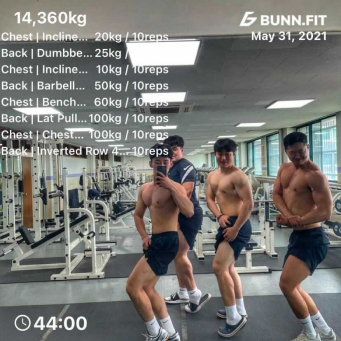 14,360kg
BUNN.FIT
May 31, 2021
Chest | Incline... 20kg / 10reps
Back | Dumbbe... 25kg / 10reps
Chest | Incline... 10kg / 10reps
Back | Barbell... 50kg / 10reps
Chest | Bench... 60kg / 10reps
Back | Lat Pull... 100kg / 10reps
Chest | Chest... 100kg / 10reps
Back | Inverted Row 4... 10reps
44:00